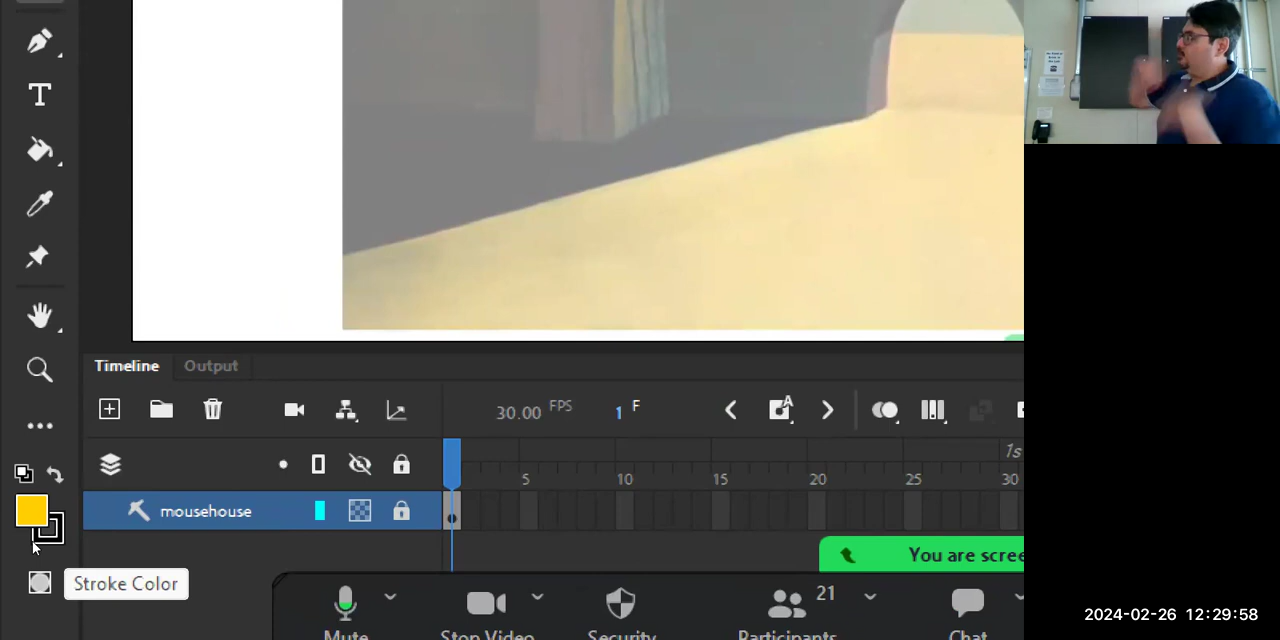 T
Timeline
Output
30.00 FPS
1 F
A
1s
5
10
15
20
25
30
mousehouse
You are scree
Stroke Color
21
Mute
Stop Video
Security
Participants
Chat
2024-02-26 12:29:58